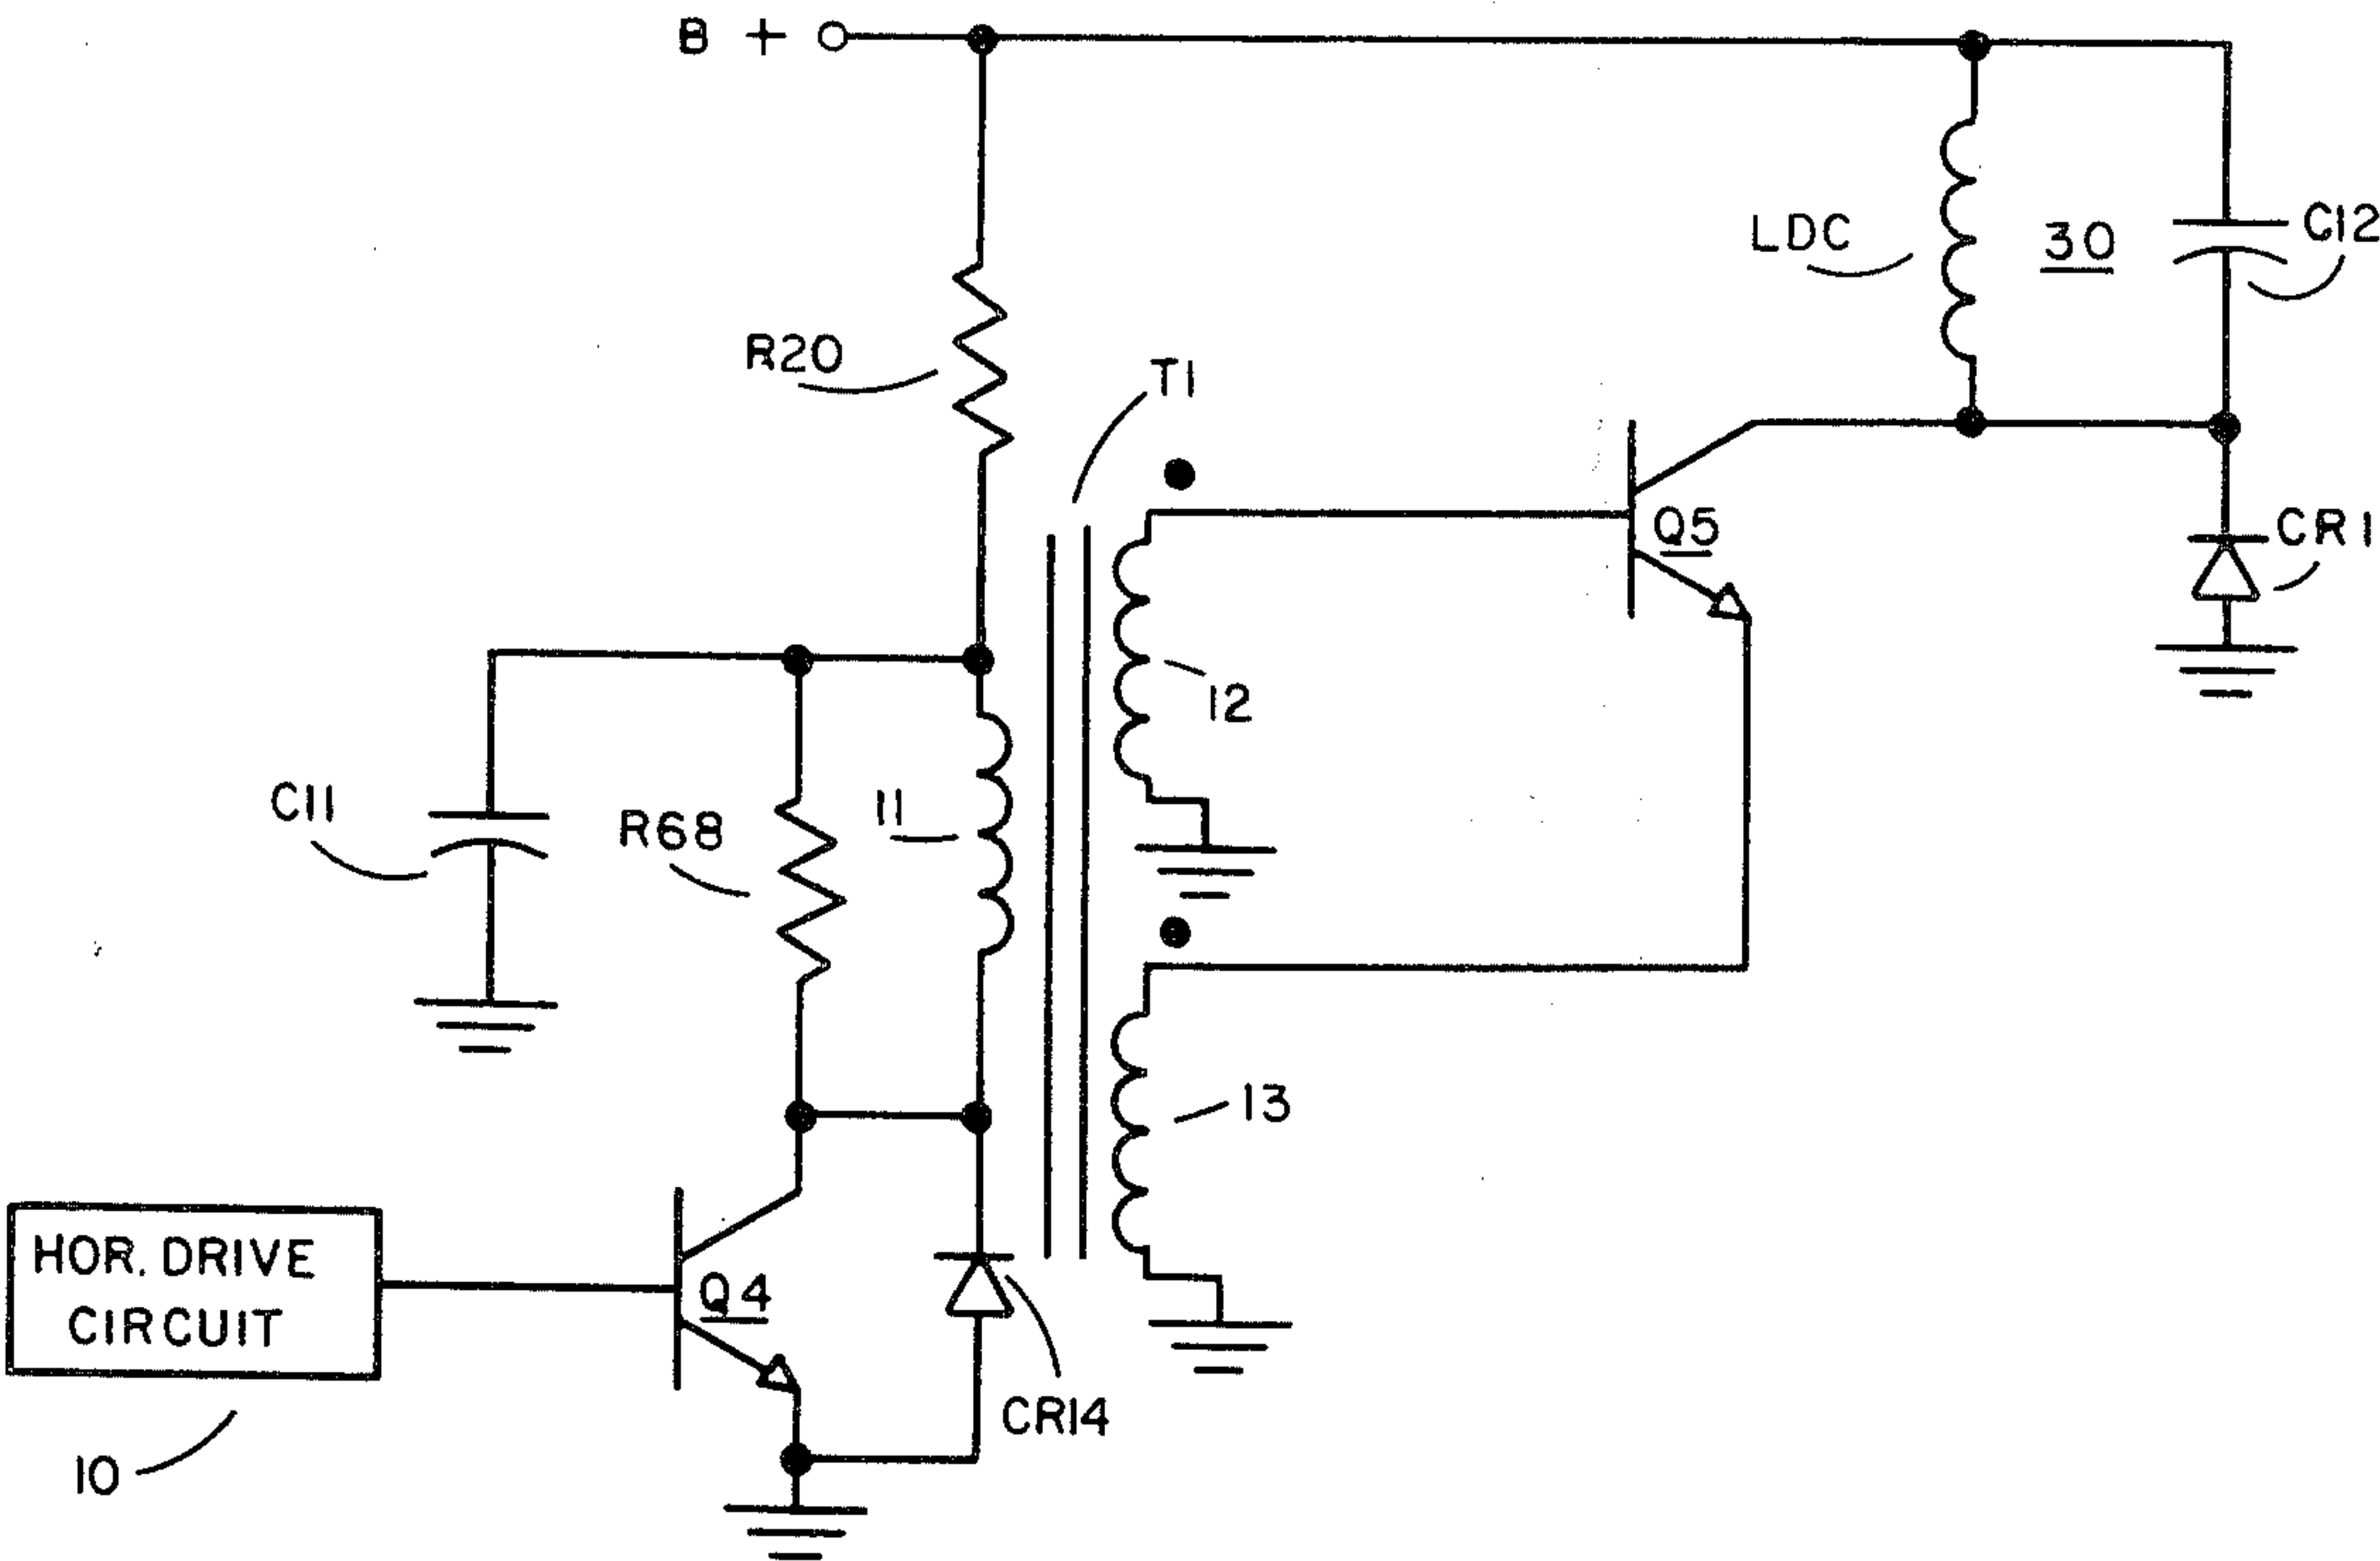 B +
LDC
30
C12
R20
T1
Q5
CR1
12
C11
R68
11
13
HOR. DRIVE
CIRCUIT
Q4
CR14
10